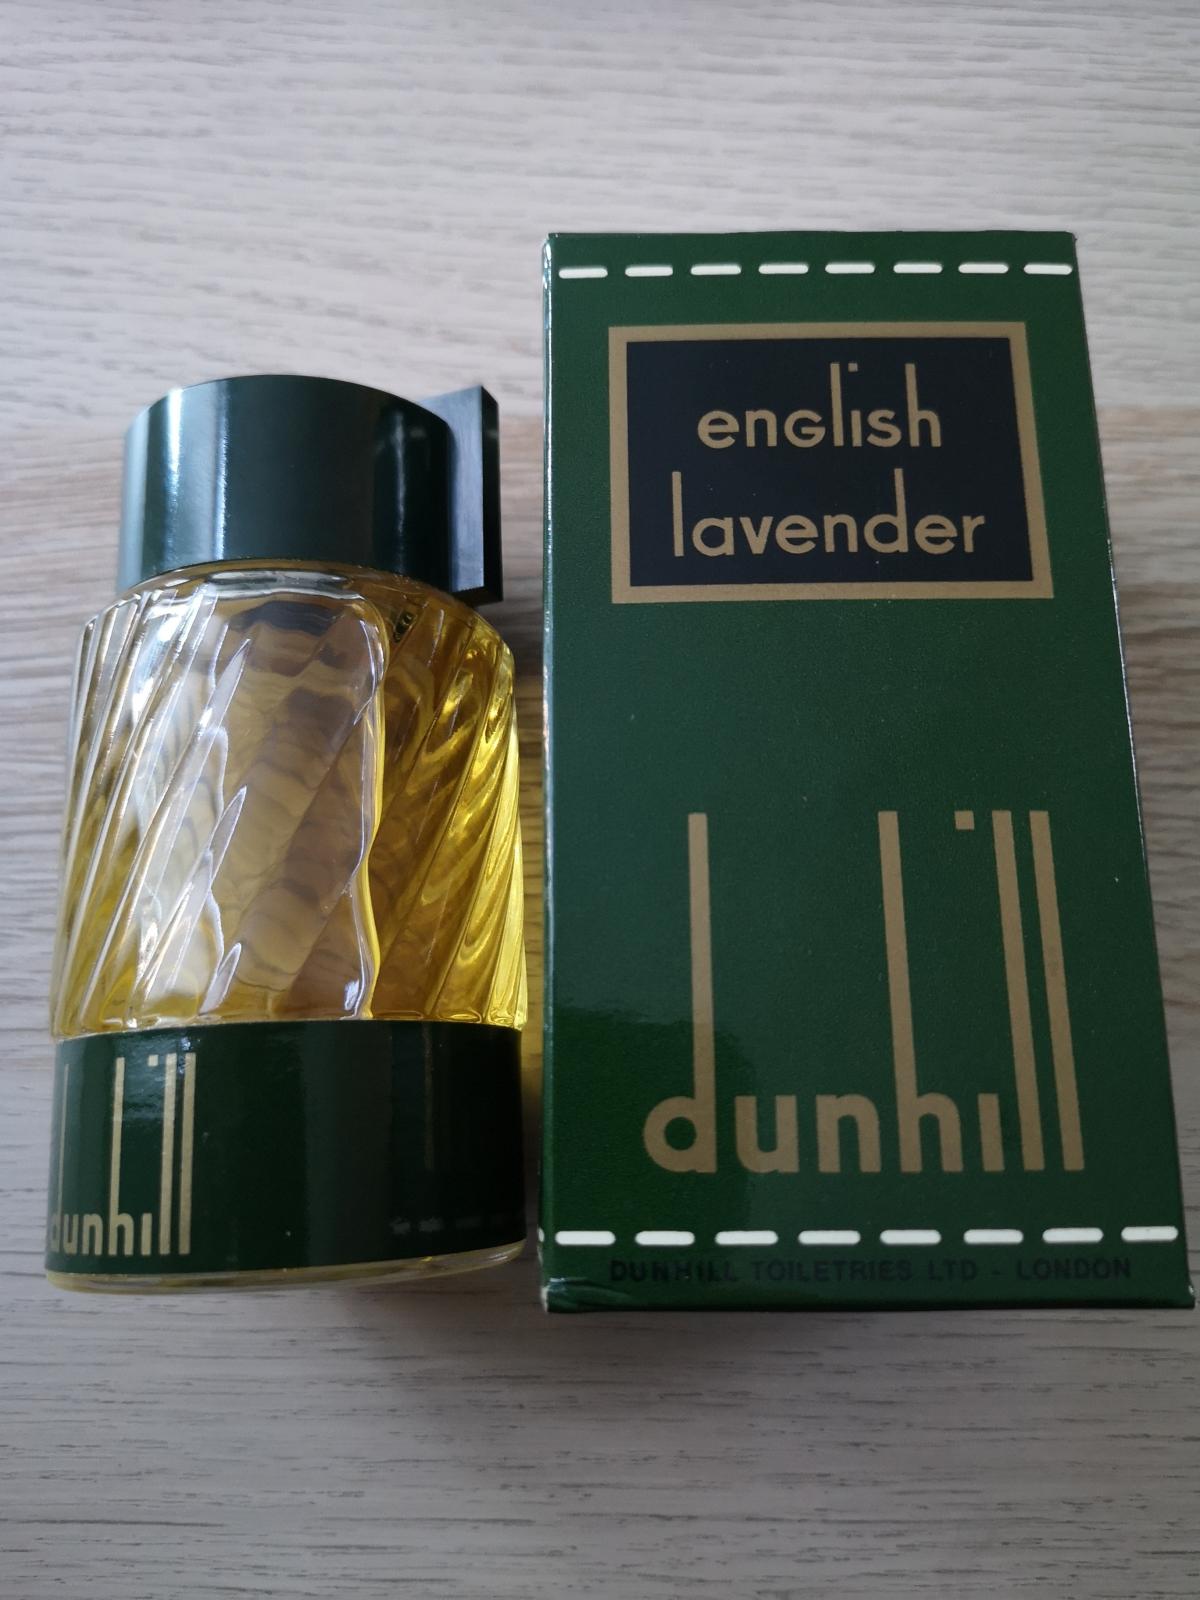 english
lavender
dunhill
DUNHILL TOILETRIES LTD - LONDON
dunhill